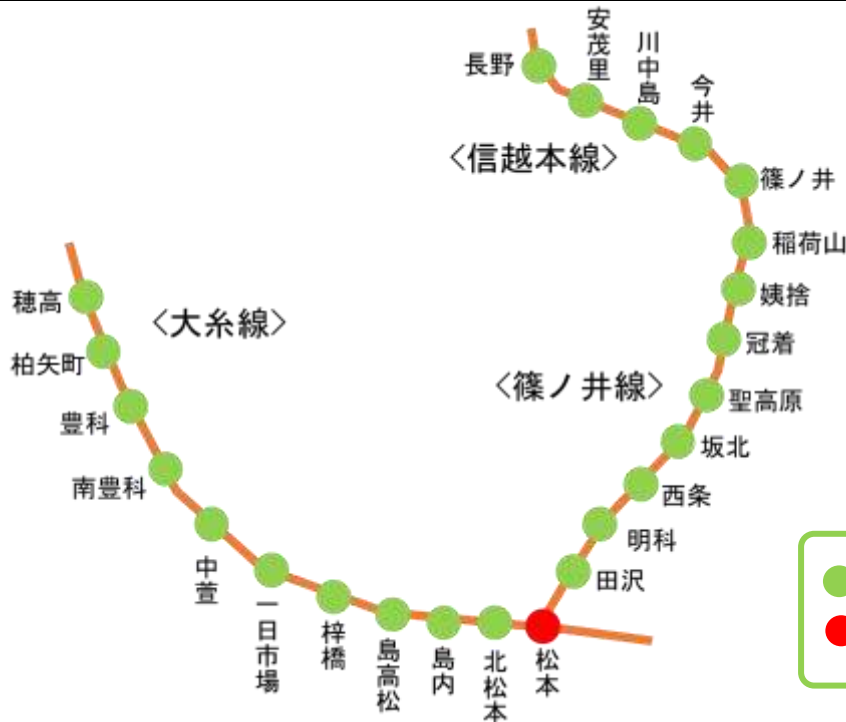 長野
安茂里
川中島
今井
〈信越本線〉
篠ノ井
稲荷山
姨捨
冠着
〈篠ノ井線〉
聖高原
坂北
西条
明科
田沢
〈大糸線〉
穂高
柏矢町
豊科
南豊科
中萱
一日市場
梓橋
島高松
島内
北松本
松本